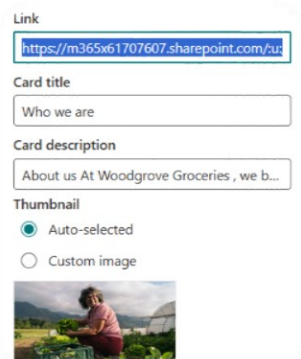 Link
https://m365x61707607.sharepoint.com/:u:
Card title
Who we are
Card description
About us At Woodgrove Groceries , we b...
Thumbnail
Auto-selected
Custom image